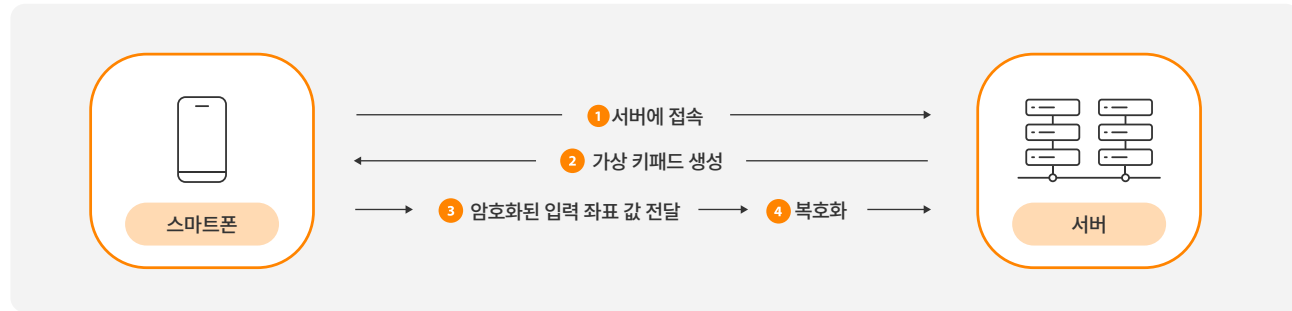 1 서버에 접속
2 가상 키패드 생성
3 암호화된 입력 좌표 값 전달
4 복호화
스마트폰
서버